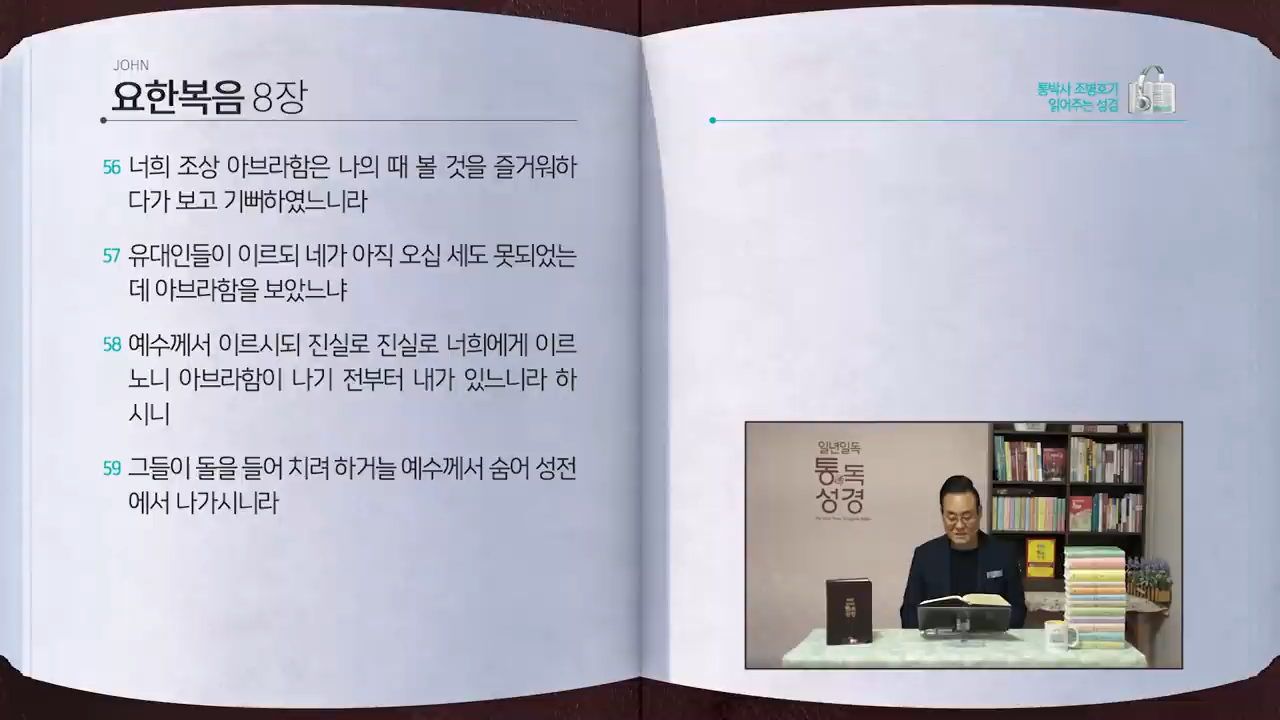 JOHN
요한복음 8장
56 너희 조상 아브라함은 나의 때 볼 것을 즐거워하
다가 보고 기뻐하였느니라
57 유대인들이 이르되 네가 아직 오십 세도 못되었는
데 아브라함을 보았느냐
58 예수께서 이르시되 진실로 진실로 너희에게 이르
노니 아브라함이 나기 전부터 내가 있느니라 하
시니
59 그들이 돌을 들어 치려 하거늘 예수께서 숨어 성전
에서 나가시니라
통박사 조병호가
읽어주는 성경
일년일독
통독
성경